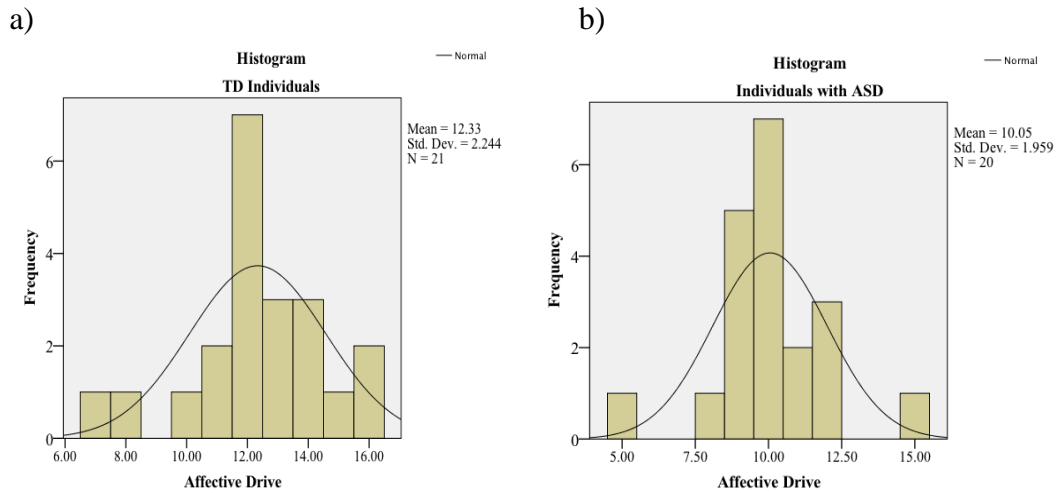 a)
Histogram
TD Individuals
Normal
Mean = 12.33
Std. Dev. = 2.244
N = 21
Frequency
6
4
2
0
6.00 8.00 10.00 12.00 14.00 16.00
Affective Drive
b)
Histogram
Individuals with ASD
Normal
Mean = 10.05
Std. Dev. = 1.959
N = 20
Frequency
6
4
2
0
5.00 7.50 10.00 12.50 15.00
Affective Drive